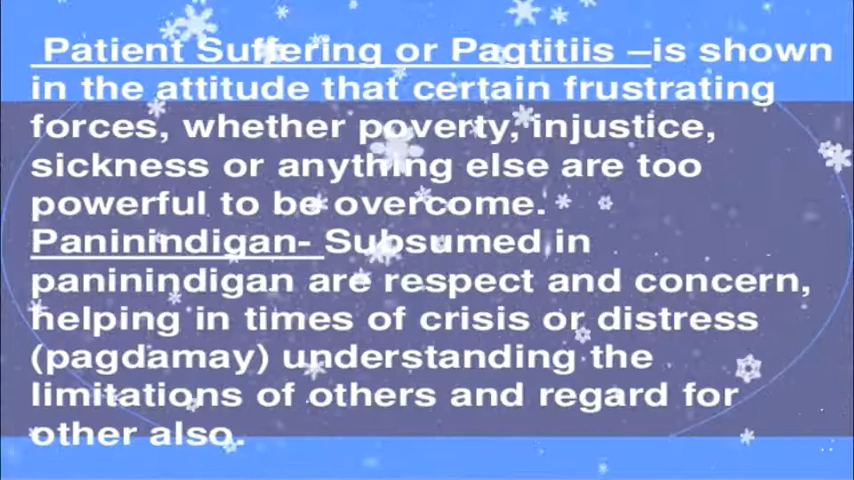 Patient Suffering or Pagtitiis –is shown
in the attitude that certain frustrating
forces, whether poverty, injustice,
sickness or anything else are too
powerful to be overcome.
Paninindigan- Subsumed in
paninindigan are respect and concern,
helping in times of crisis or distress
(pagdamay) understanding the
limitations of others and regard for
other also.